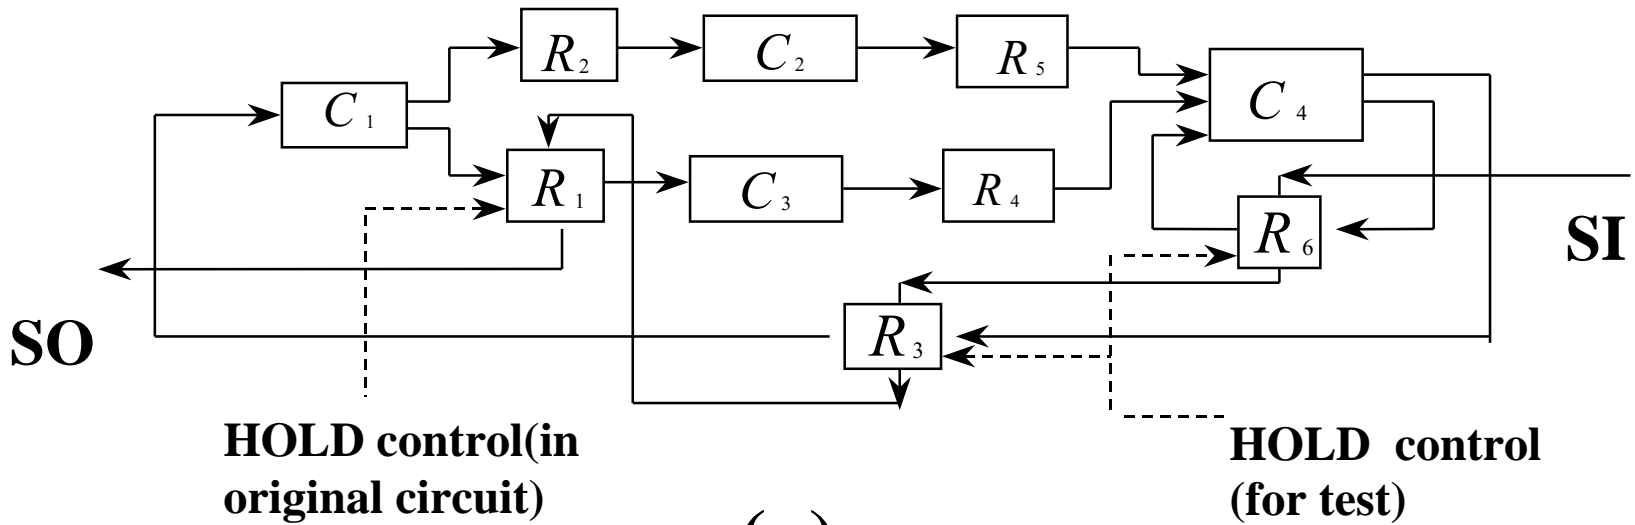 R2
C2
R5
C1
C4
R1
C3
R4
R6
SI
SO
R3
HOLD control(in
original circuit)
HOLD control
(for test)